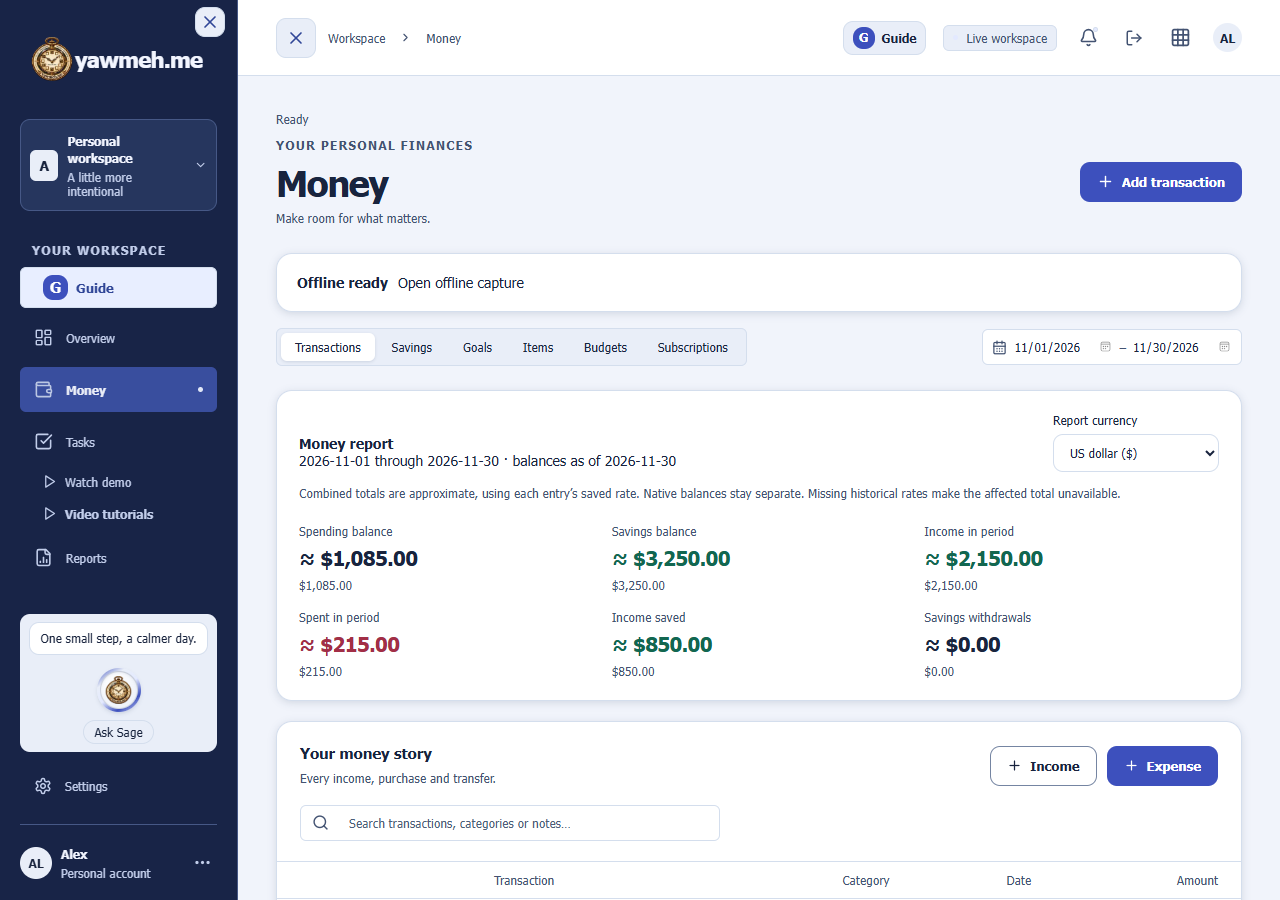 yawmeh.me
A
Personal workspace
A little more intentional
YOUR WORKSPACE
G Guide
Overview
Money
Tasks
Watch demo
Video tutorials
Reports
One small step, a calmer day.
Ask Sage
Settings
AL
Alex
Personal account
Workspace > Money
G Guide
Live workspace
AL
Ready
YOUR PERSONAL FINANCES
Money
Make room for what matters.
+ Add transaction
Offline ready Open offline capture
Transactions Savings Goals Items Budgets Subscriptions
11/01/2026 – 11/30/2026
Report currency
US dollar ($)
Money report
2026-11-01 through 2026-11-30 · balances as of 2026-11-30
Combined totals are approximate, using each entry’s saved rate. Native balances stay separate. Missing historical rates make the affected total unavailable.
Spending balance Savings balance Income in period
≈ $1,085.00 ≈ $3,250.00 ≈ $2,150.00
$1,085.00 $3,250.00 $2,150.00
Spent in period Income saved Savings withdrawals
≈ $215.00 ≈ $850.00 ≈ $0.00
$215.00 $850.00 $0.00
Your money story
Every income, purchase and transfer.
+ Income + Expense
Search transactions, categories or notes…
Transaction Category Date Amount